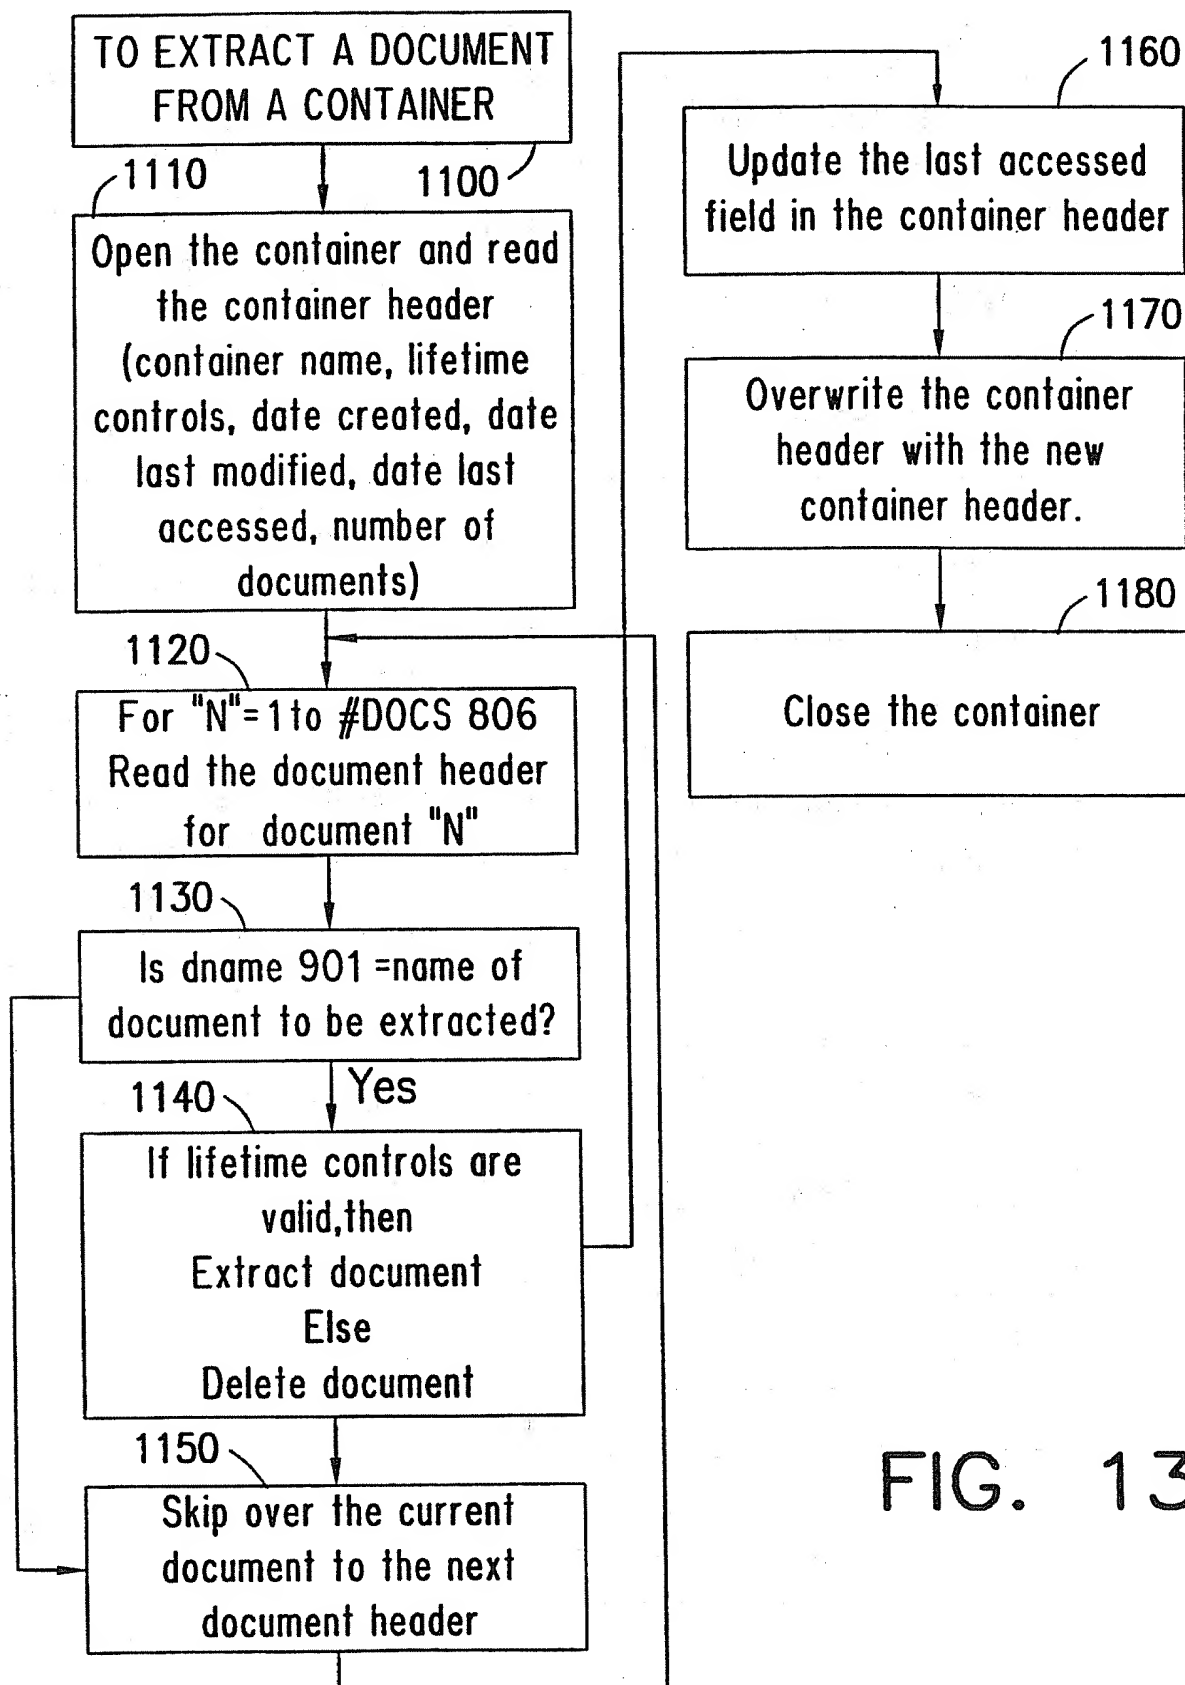 TO EXTRACT A DOCUMENT
FROM A CONTAINER
1100
1110
Open the container and read
the container header
(container name, lifetime
controls, date created, date
last modified, date last
accessed, number of
documents)
1120
For "N"=1 to #DOCS 806
Read the document header
for document "N"
1130
Is dname 901 =name of
document to be extracted?
Yes
1140
If lifetime controls are
valid,then
Extract document
Else
Delete document
1150
Skip over the current
document to the next
document header
1160
Update the last accessed
field in the container header
1170
Overwrite the container
header with the new
container header.
1180
Close the container
FIG. 13